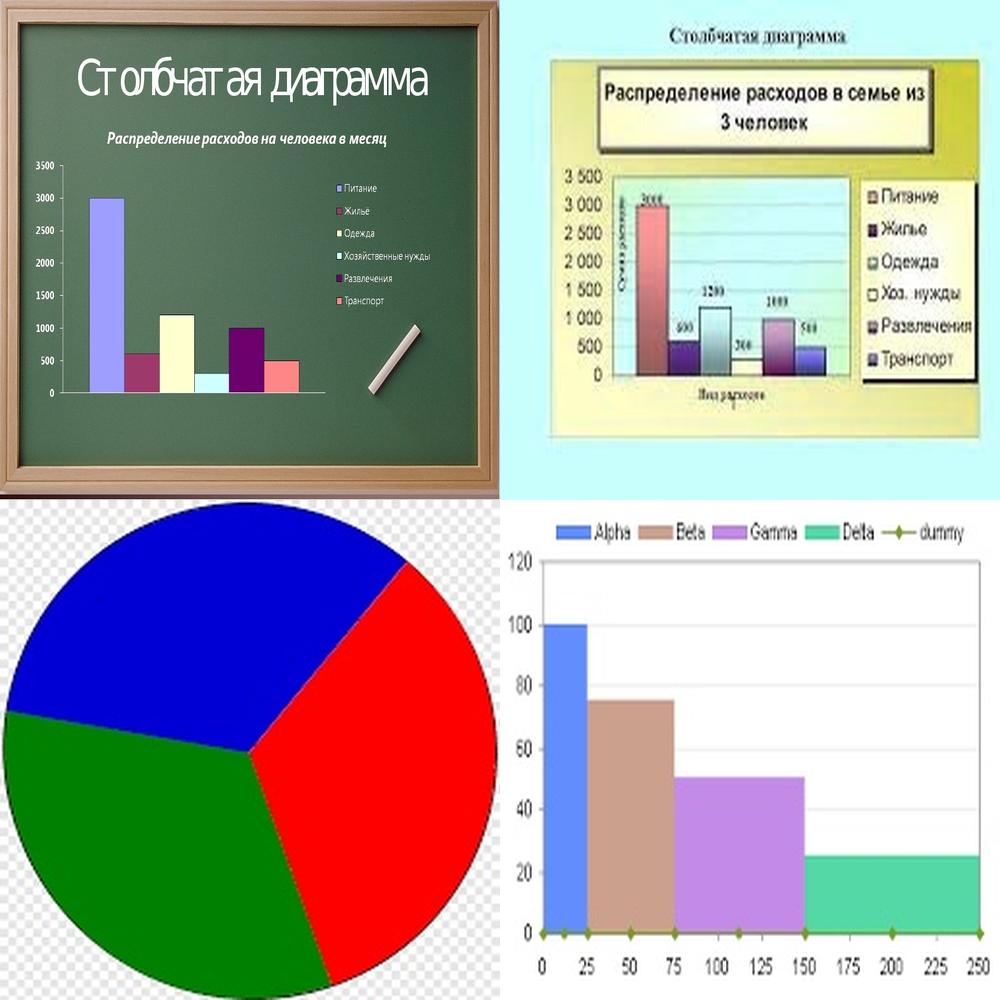 Столбчатая диаграмма
Распределение расходов на человека в месяц
3500
3000
2500
2000
1500
1000
500
0
Питание
Жильё
Одежда
Хозяйственные нужды
Развлечения
Транспорт
Столбчатая диаграмма
Распределение расходов в семье из
3 человек
3 500
3 000
2 500
2 000
1 500
1 000
500
0
3000
600
1200
300
1000
500
Вид расходов
Питание
Жилье
Одежда
Хоз. нужды
Развлечения
Транспорт
Alpha Beta Gamma Delta dummy
120
100
80
60
40
20
0
0 25 50 75 100 125 150 175 200 225 250